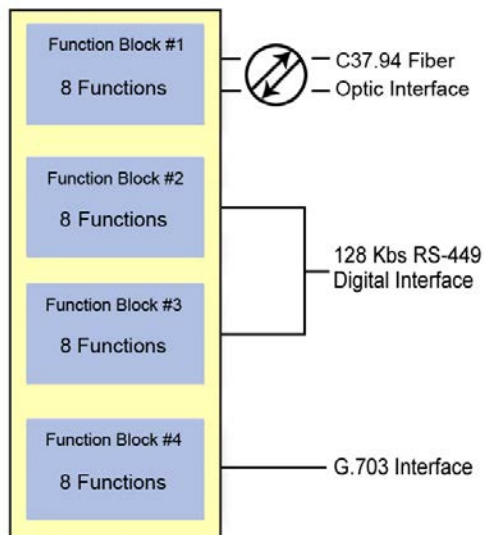 Function Block #1
8 Functions
C37.94 Fiber
Optic Interface
Function Block #2
8 Functions
128 Kbs RS-449
Digital Interface
Function Block #3
8 Functions
Function Block #4
8 Functions
G.703 Interface